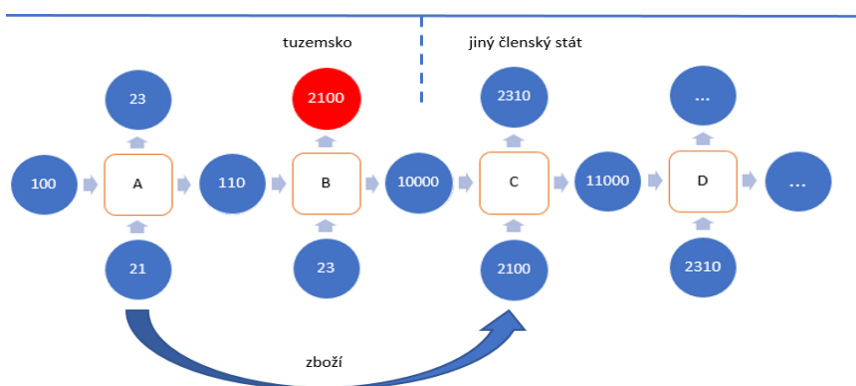 tuzemsko
jiný členský stát
23
2100
2310
...
100
A
110
B
10000
C
11000
D
...
21
23
2100
2310
zboží